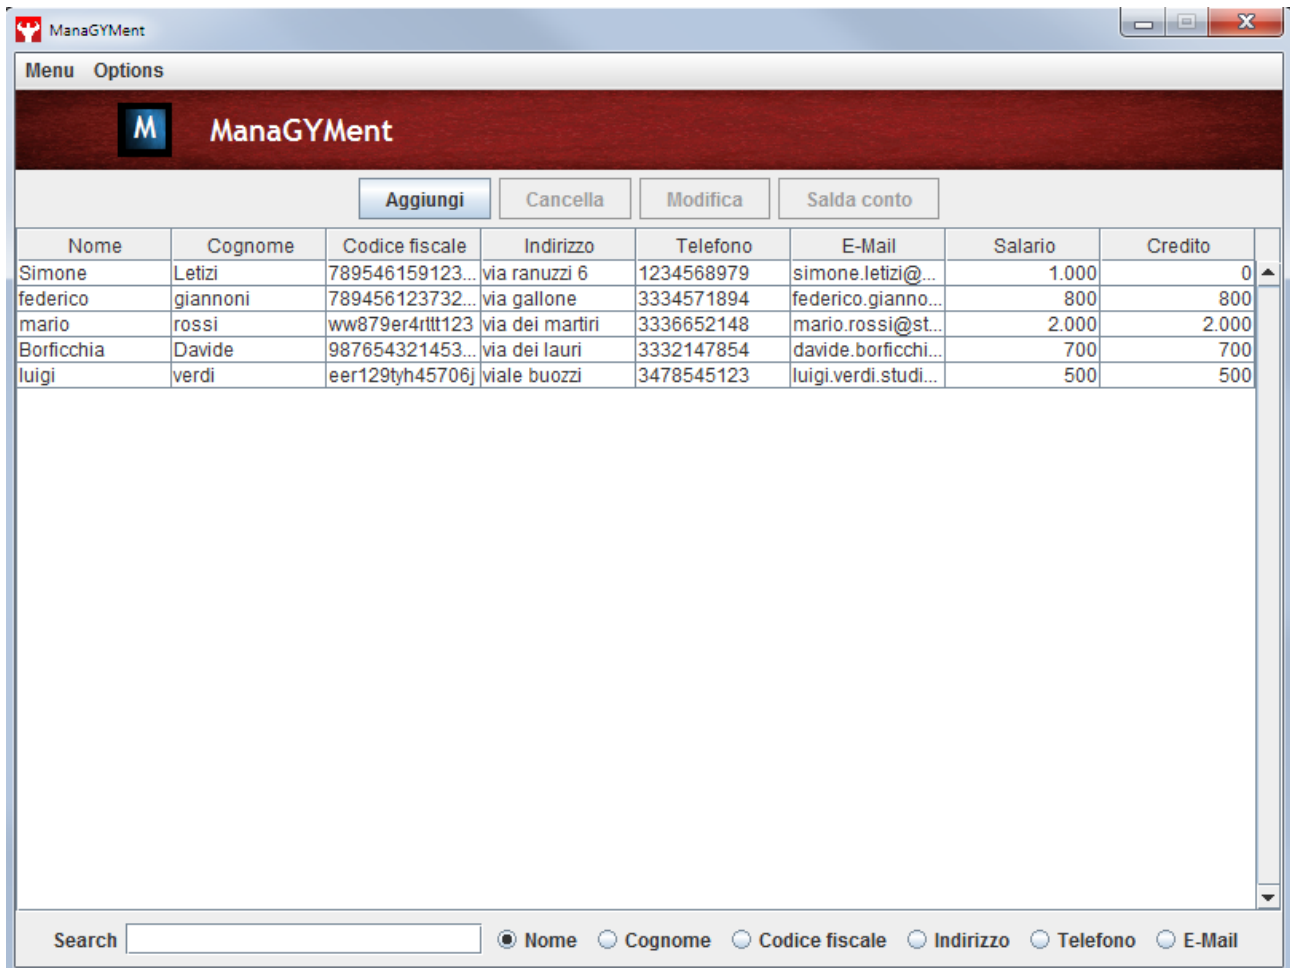 ManaGYMent
Menu Options
M ManaGYMent
Aggiungi Cancella Modifica Salda conto
Nome Cognome Codice fiscale Indirizzo Telefono E-Mail Salario Credito
Simone Letizi 789546159123... via ranuzzi 6 1234568979 simone.letizi@... 1.000 0
federico giannoni 789456123732... via gallone 3334571894 federico.gianno... 800 800
mario rossi ww879er4rttt123 via dei martiri 3336652148 mario.rossi@st... 2.000 2.000
Borficchia Davide 987654321453... via dei lauri 3332147854 davide.borficchi... 700 700
luigi verdi eer129tyh45706j viale buozzi 3478545123 luigi.verdi.studi... 500 500
Search Nome Cognome Codice fiscale Indirizzo Telefono E-Mail